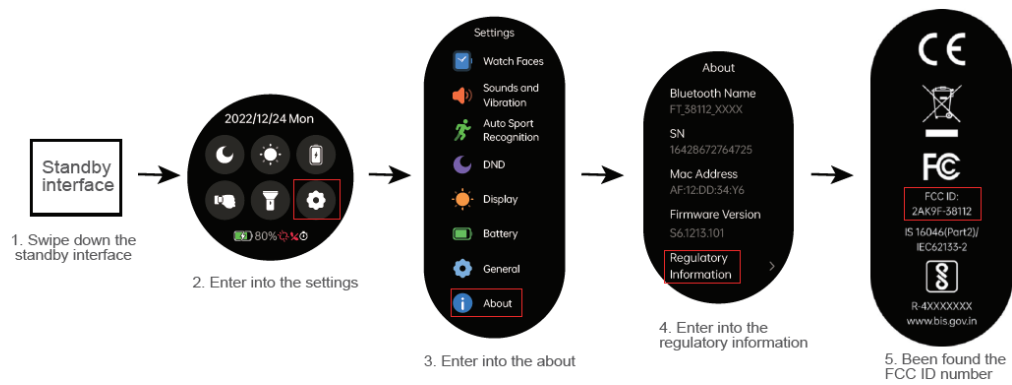 Standby
interface
1. Swipe down the
standby interface
2022/12/24 Mon
80%
2. Enter into the settings
Settings
Watch Faces
Sounds and
Vibration
Auto Sport
Recognition
DND
Display
Battery
General
About
3. Enter into the about
About
Bluetooth Name
FT_38112_XXXX
SN
16428672764725
Mac Address
AF:12:DD:34:Y6
Firmware Version
S6.1213.101
Regulatory
Information
4. Enter into the
regulatory information
CE
FC
FCC ID:
2AK9F-38112
IS 16046(Part2)/
IEC62133-2
R-4XXXXXXX
www.bis.gov.in
5. Been found the
FCC ID number